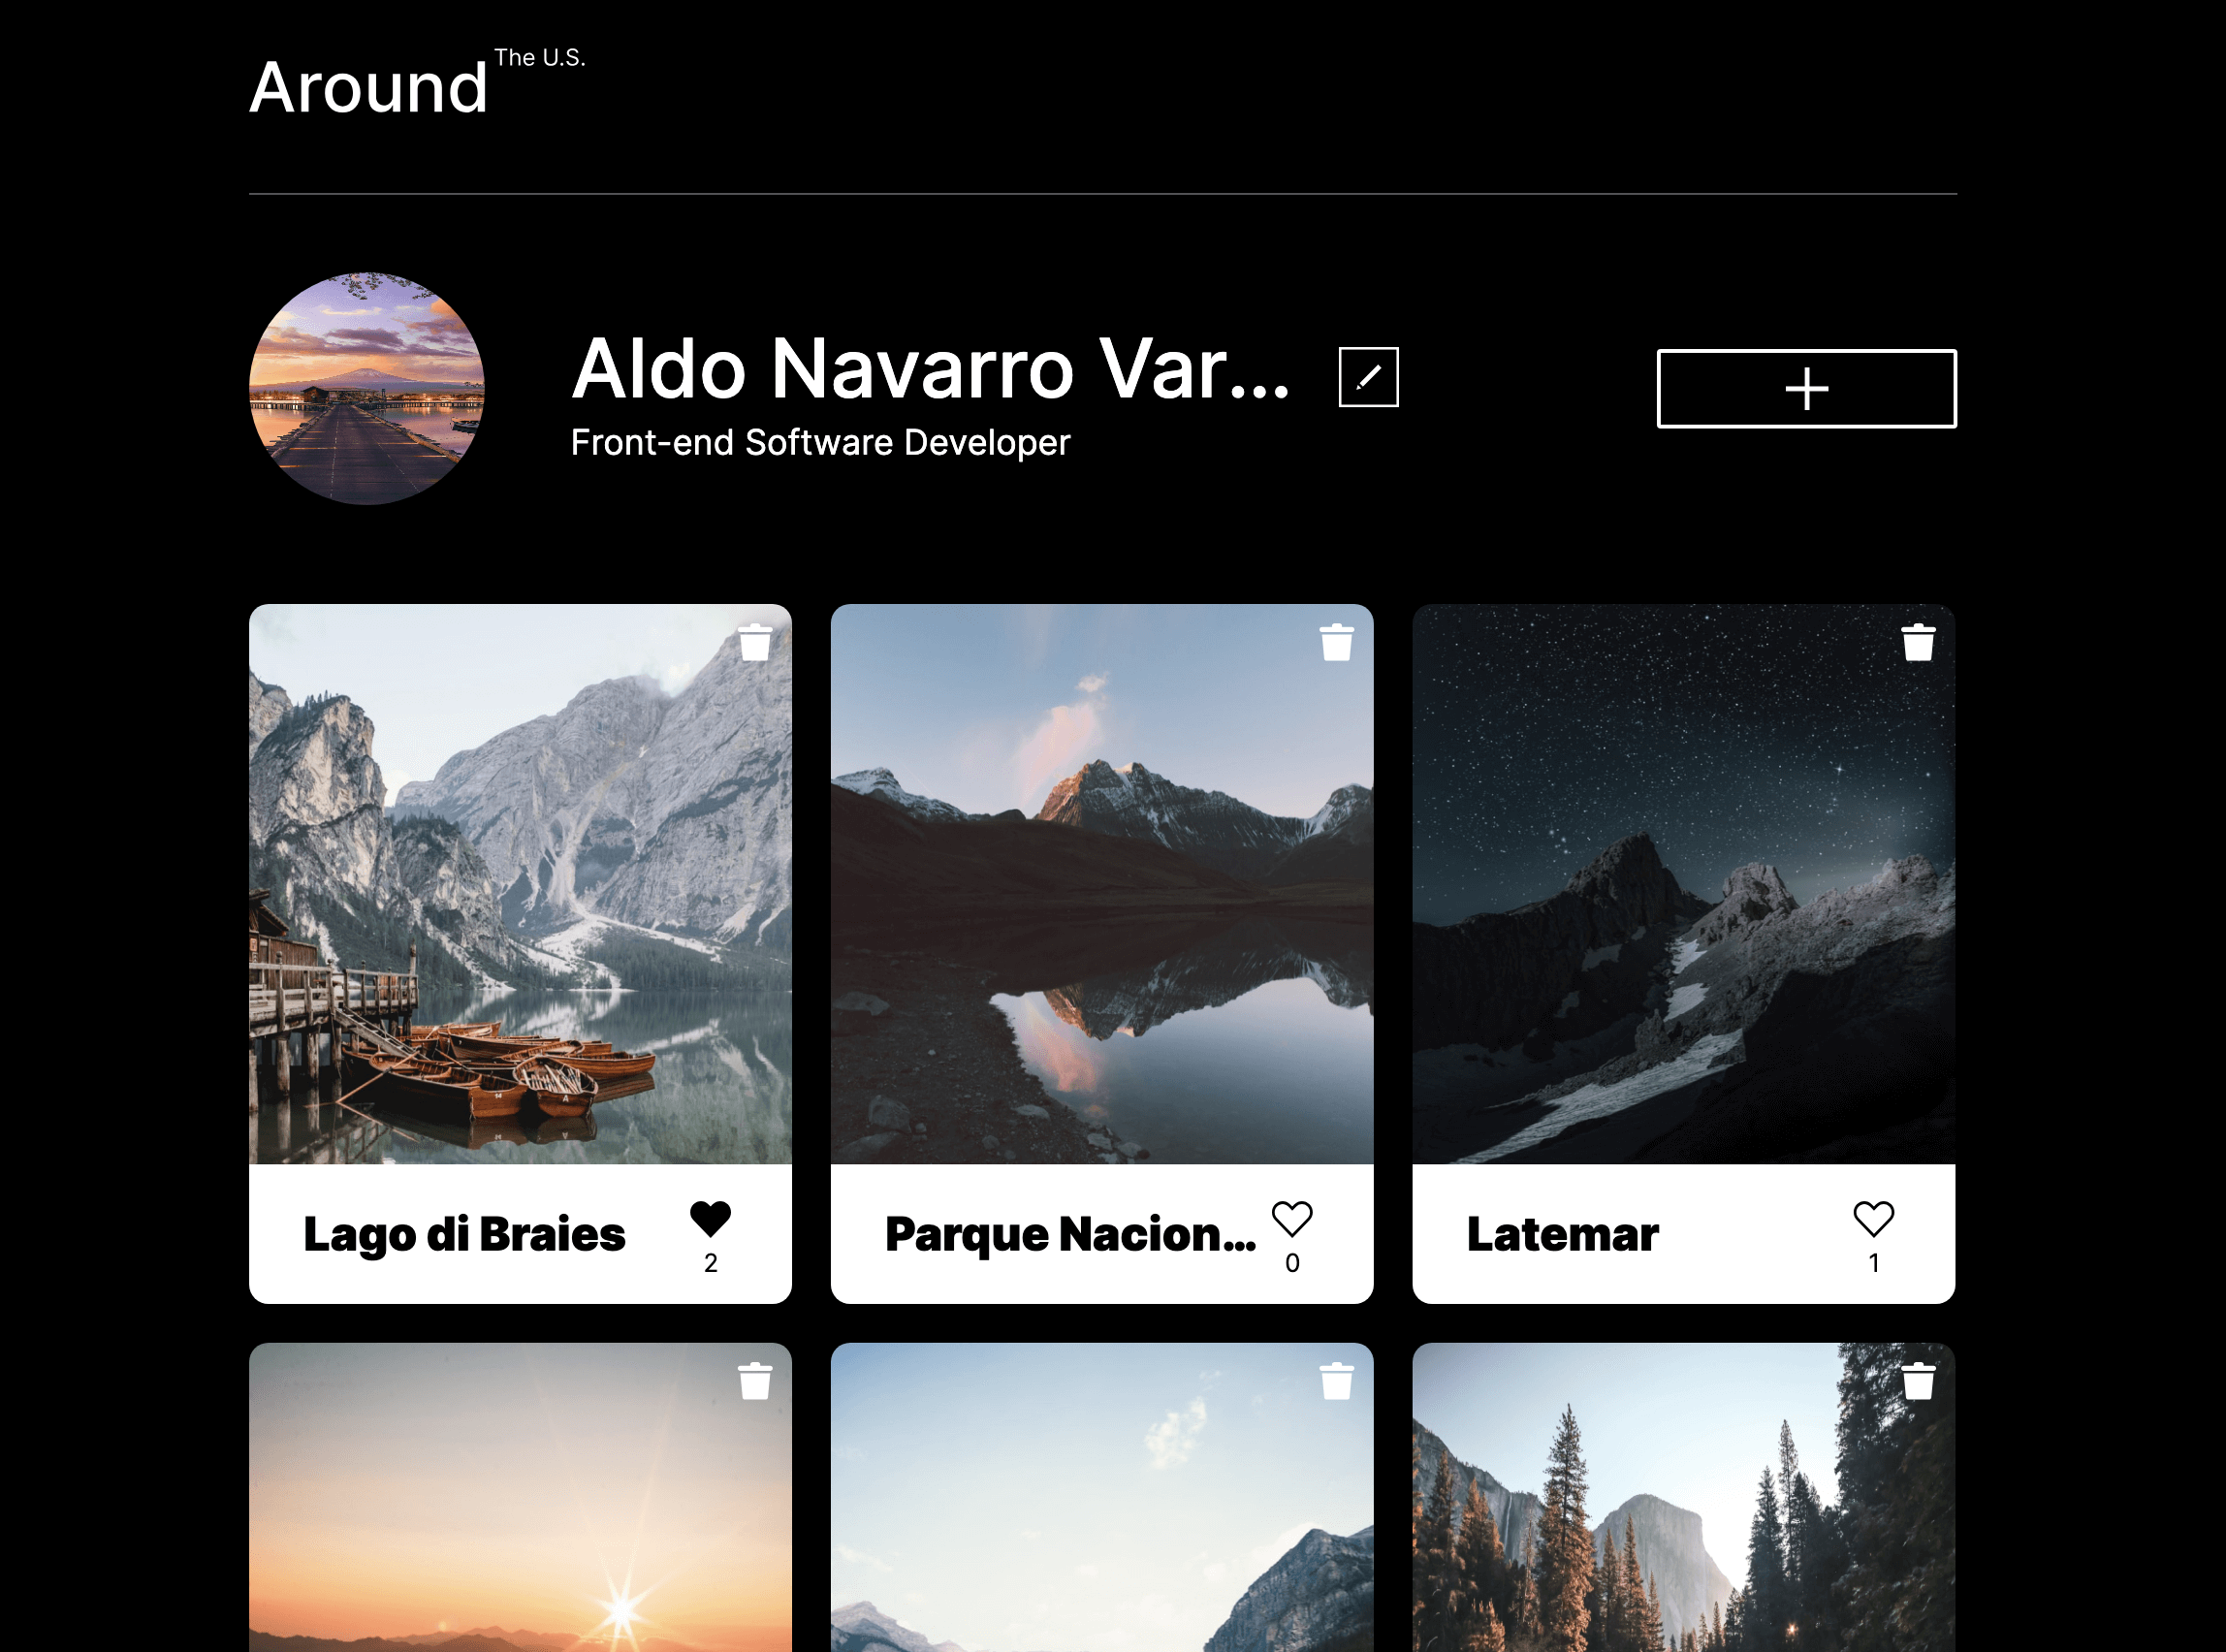 Around The U.S.
Aldo Navarro Var...
Front-end Software Developer
Lago di Braies
2
Parque Nacion...
0
Latemar
1